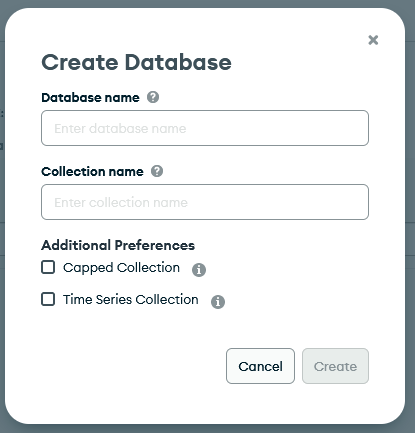 Create Database
Database name
Enter database name
Collection name
Enter collection name
Additional Preferences
Capped Collection
Time Series Collection
Cancel Create